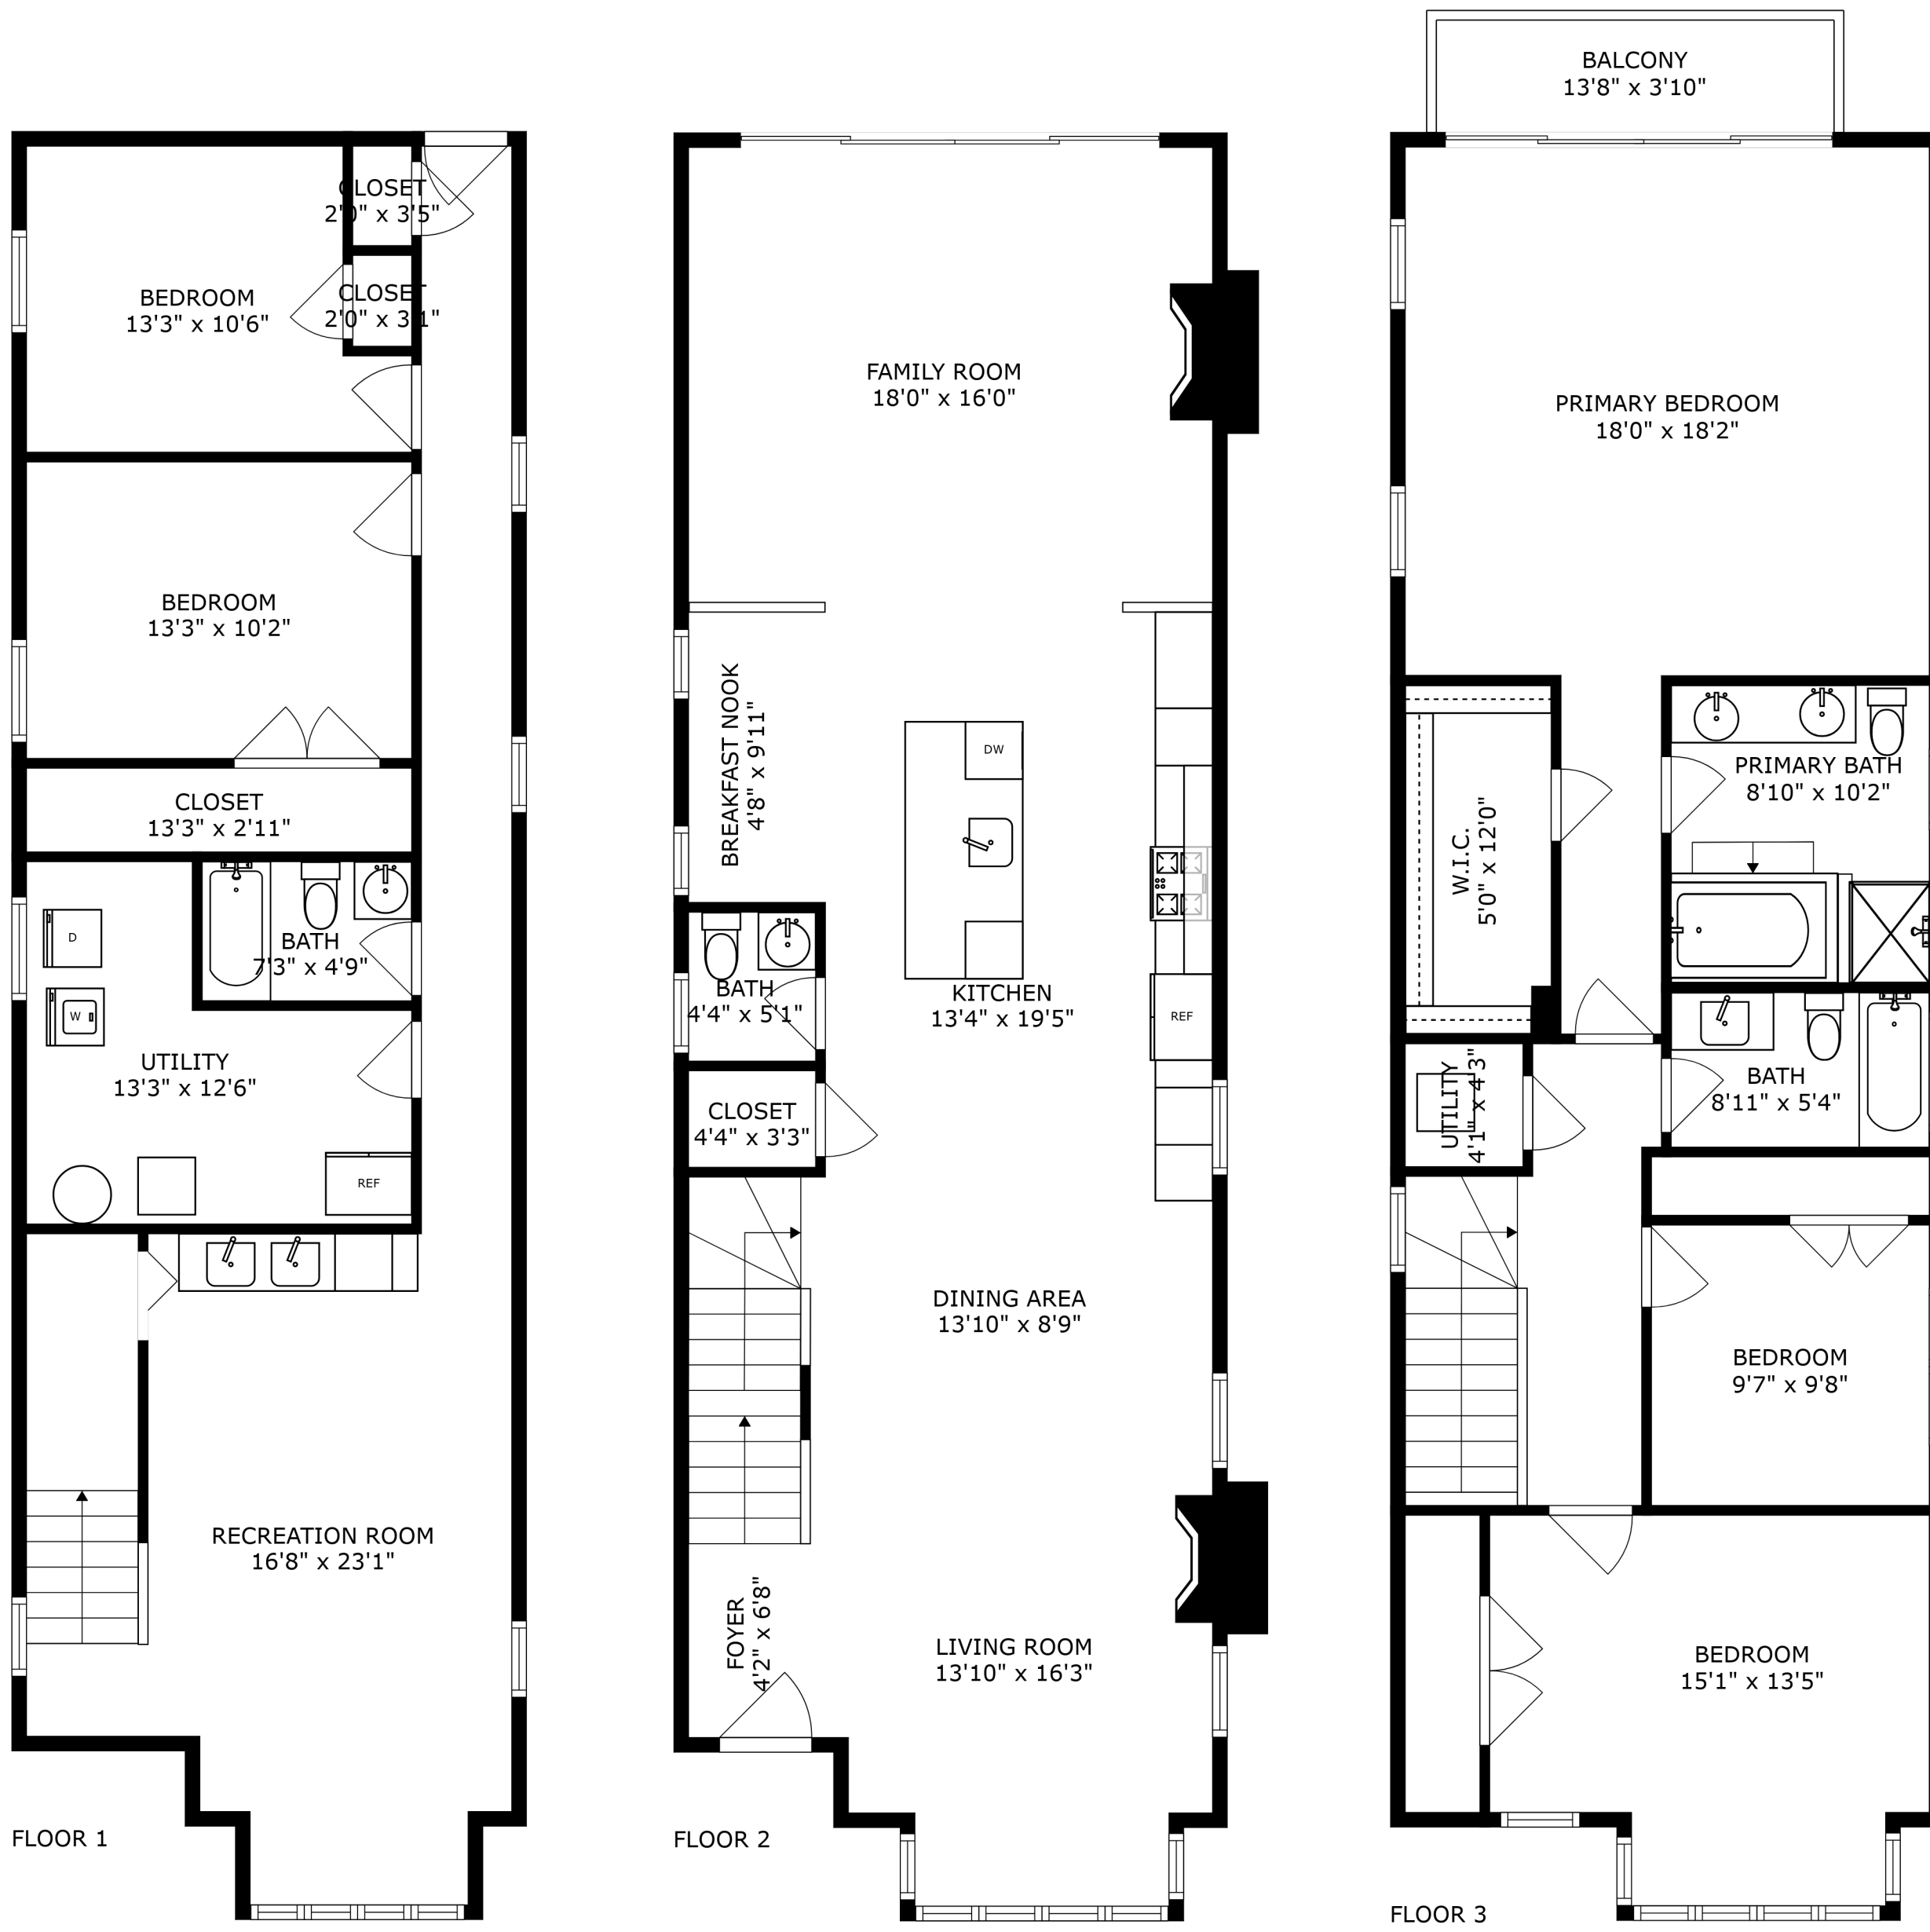 CLOSET
2'0" x 3'5"
CLOSET
2'0" x 3'1"
BEDROOM
13'3" x 10'6"
BEDROOM
13'3" x 10'2"
CLOSET
13'3" x 2'11"
D
W
BATH
7'3" x 4'9"
UTILITY
13'3" x 12'6"
REF
RECREATION ROOM
16'8" x 23'1"
FLOOR 1
FAMILY ROOM
18'0" x 16'0"
BREAKFAST NOOK
4'8" x 9'11"
DW
BATH
4'4" x 5'1"
KITCHEN
13'4" x 19'5"
REF
CLOSET
4'4" x 3'3"
DINING AREA
13'10" x 8'9"
FOYER
4'2" x 6'8"
LIVING ROOM
13'10" x 16'3"
FLOOR 2
BALCONY
13'8" x 3'10"
PRIMARY BEDROOM
18'0" x 18'2"
PRIMARY BATH
8'10" x 10'2"
W.I.C.
5'0" x 12'0"
UTILITY
4'1" x 4'3"
BATH
8'11" x 5'4"
BEDROOM
9'7" x 9'8"
BEDROOM
15'1" x 13'5"
FLOOR 3